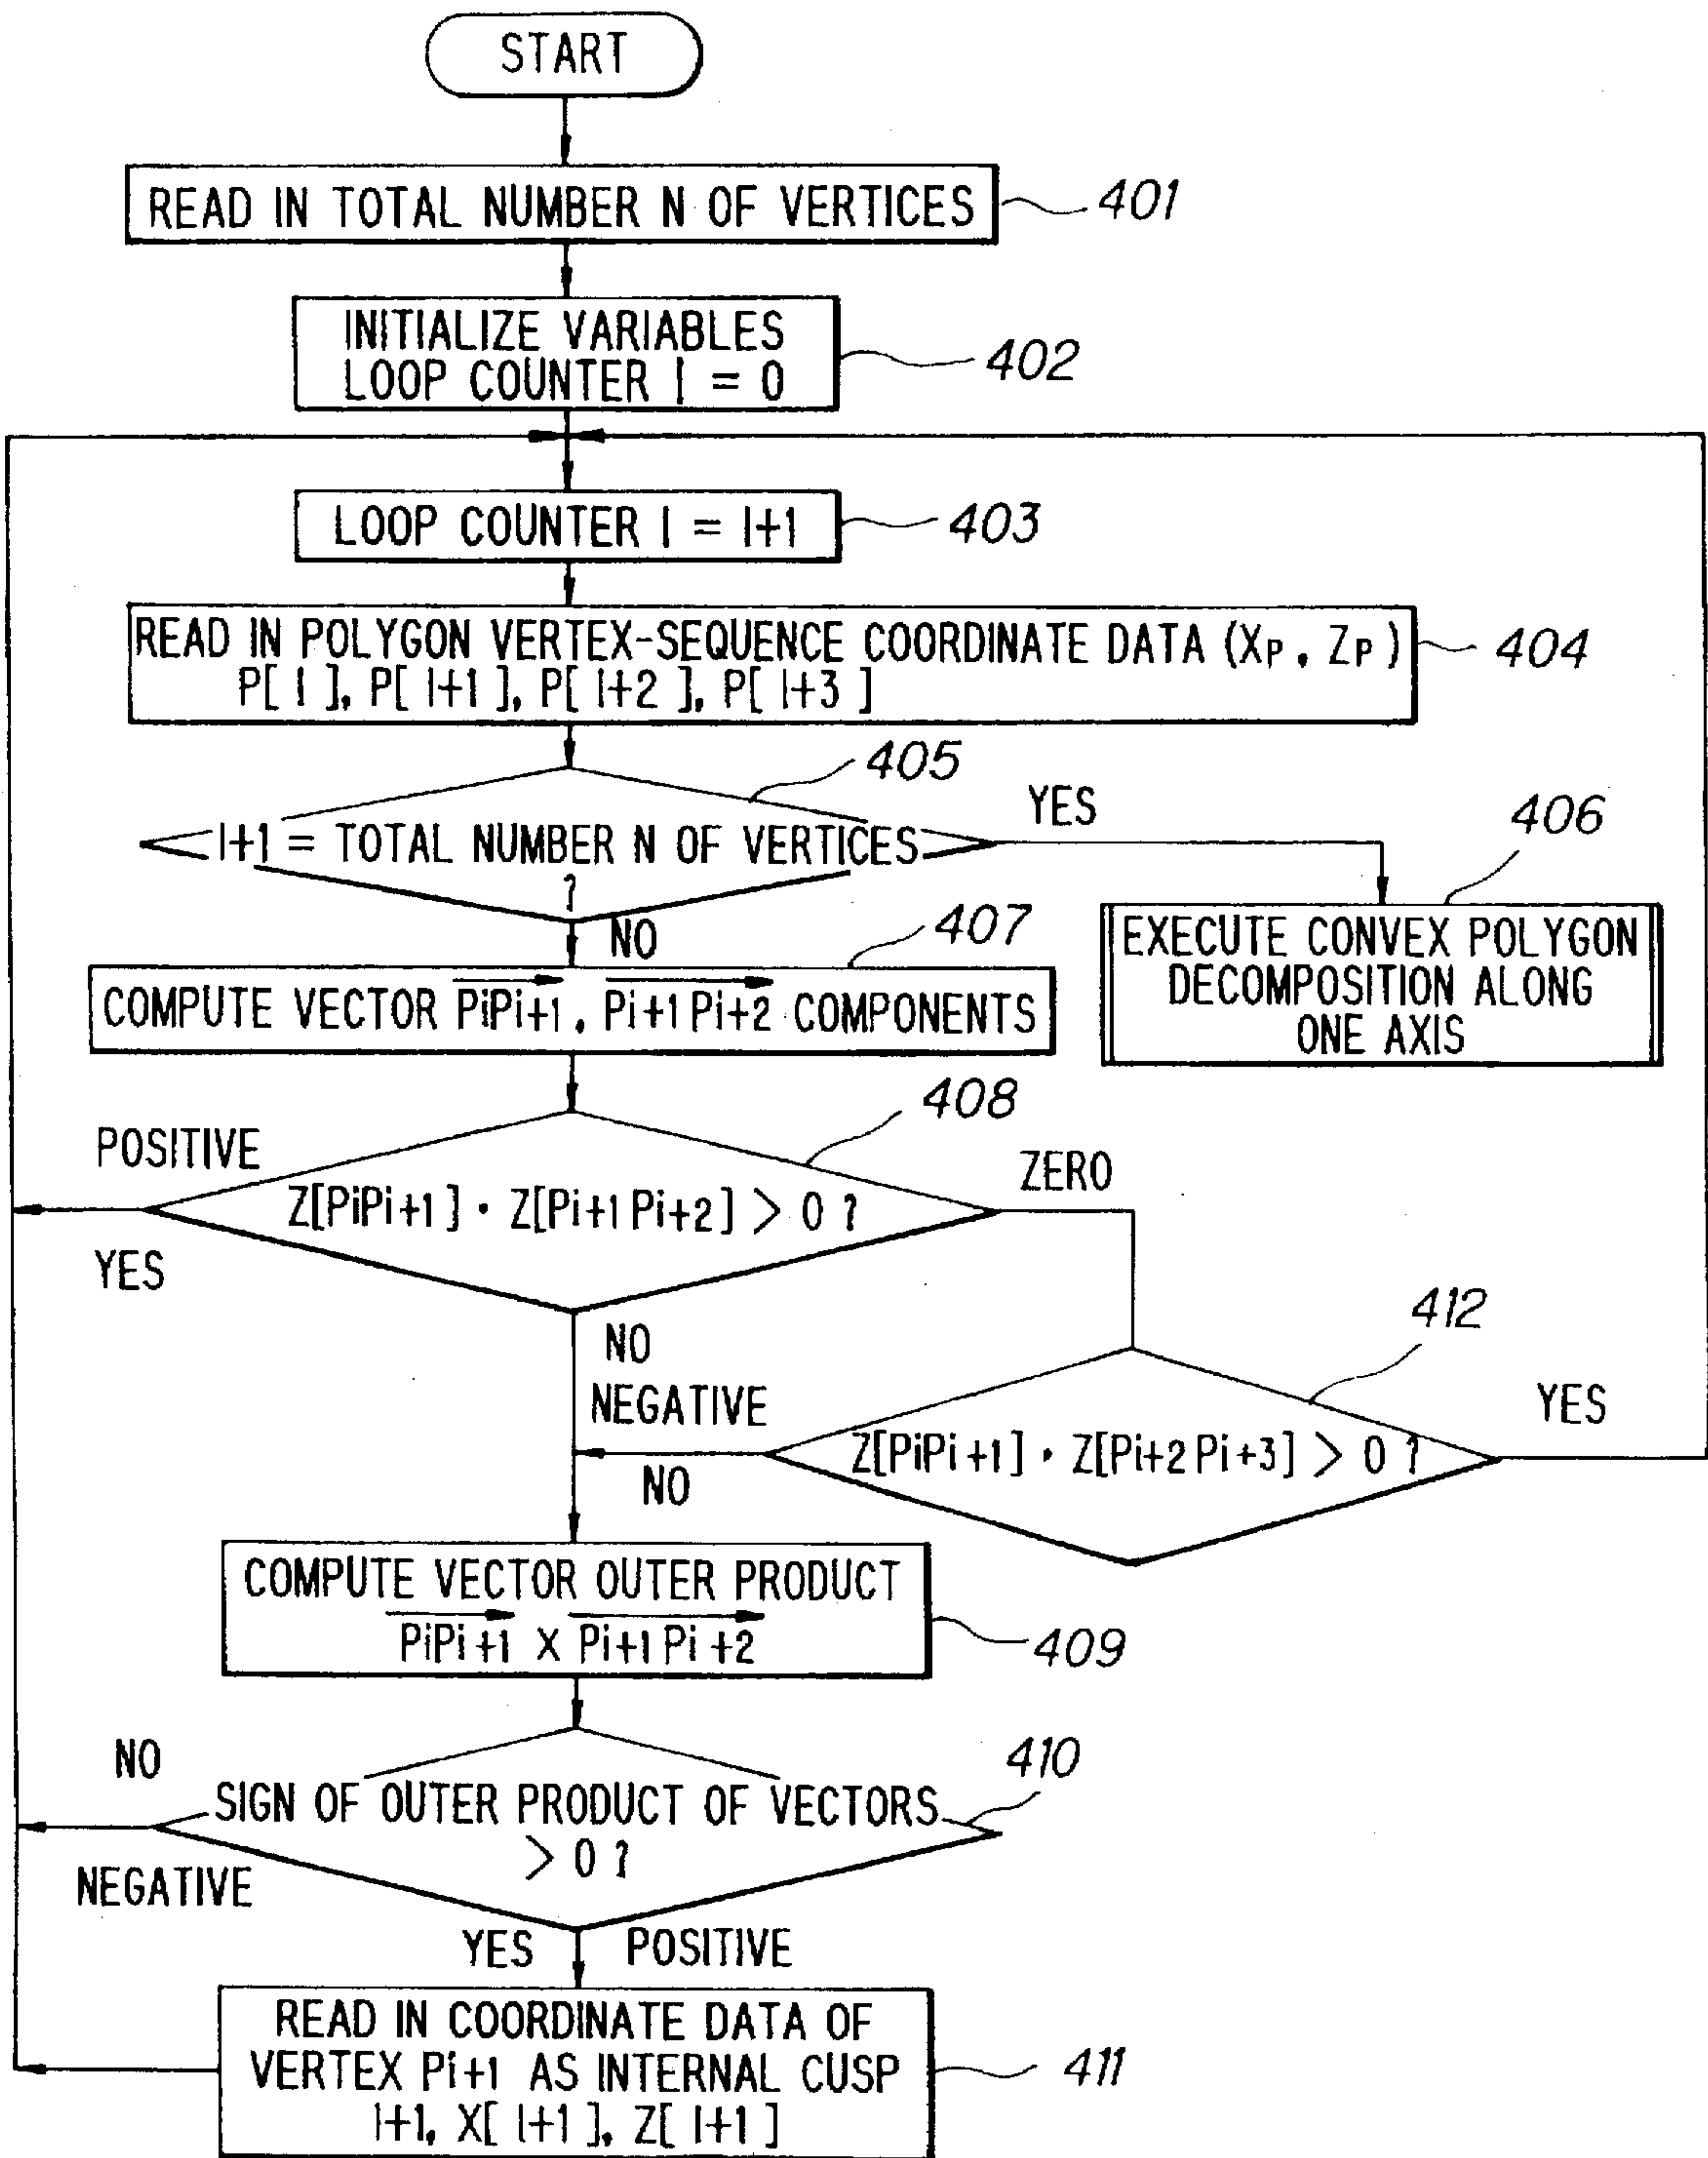 START
READ IN TOTAL NUMBER N OF VERTICES
401
INITIALIZE VARIABLES
LOOP COUNTER I = 0
402
LOOP COUNTER I = I+1
403
READ IN POLYGON VERTEX-SEQUENCE COORDINATE DATA (XP, ZP)
P[ I ], P[ I+1 ], P[ I+2 ], P[ I+3 ]
404
405
I+1 = TOTAL NUMBER N OF VERTICES
?
YES
406
NO
EXECUTE CONVEX POLYGON
DECOMPOSITION ALONG
ONE AXIS
407
COMPUTE VECTOR PiPi+1, Pi+1 Pi+2 COMPONENTS
408
POSITIVE
ZERO
Z[PiPi+1] · Z[Pi+1 Pi+2] > 0 ?
YES
NO
NEGATIVE
412
YES
Z[PiPi+1] · Z[Pi+2 Pi+3] > 0 ?
NO
COMPUTE VECTOR OUTER PRODUCT
PiPi+1 X Pi+1 Pi+2
409
NO
410
SIGN OF OUTER PRODUCT OF VECTORS
> 0 ?
NEGATIVE
YES POSITIVE
READ IN COORDINATE DATA OF
VERTEX Pi+1 AS INTERNAL CUSP
I+1, X[ I+1 ], Z[ I+1 ]
411